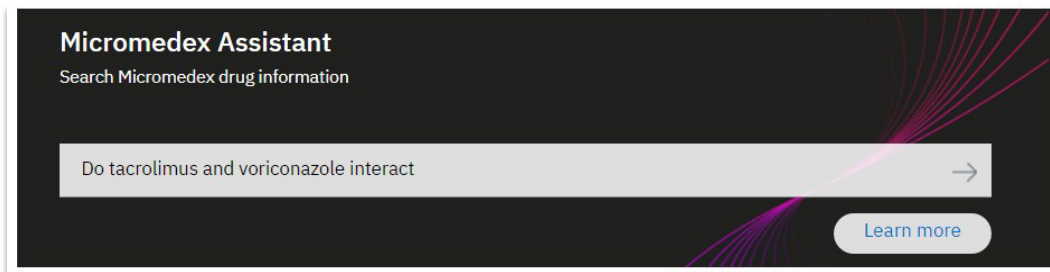 Micromedex Assistant
Search Micromedex drug information
Do tacrolimus and voriconazole interact
Learn more